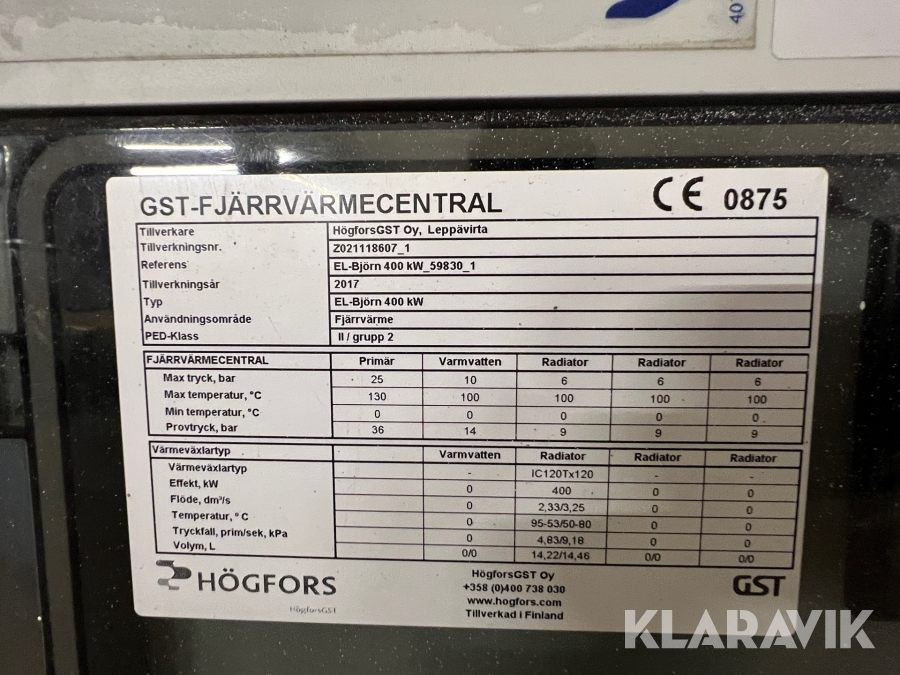 40
GST-FJÄRRVÄRMECENTRAL CE 0875
Tillverkare HögforsGST Oy, Leppävirta
Tillverkningsnr. Z021118607_1
Referens EL-Björn 400 kW_59830_1
Tillverkningsår 2017
Typ EL-Björn 400 kW
Användningsområde Fjärrvärme
PED-Klass II / grupp 2
FJÄRRVÄRMECENTRAL Primär Varmvatten Radiator Radiator Radiator
Max tryck, bar 25 10 6 6 6
Max temperatur, °C 130 100 100 100 100
Min temperatur, °C 0 0 0 0 0
Provtryck, bar 36 14 9 9 9
Värmeväxlartyp Varmvatten Radiator Radiator Radiator
Värmeväxlartyp - IC120Tx120 - -
Effekt, kW 0 400 0 0
Flöde, dm³/s 0 2,33/3,25 0 0
Temperatur, °C 0 95-53/50-80 0 0
Tryckfall, prim/sek, kPa 0 4,83/9,18 0 0
Volym, L 0/0 14,22/14,46 0/0 0/0
HÖGFORS
HögforsGST
HögforsGST Oy
+358 (0)400 738 030
www.hogfors.com
Tillverkad i Finland
GST
KLARAVIK